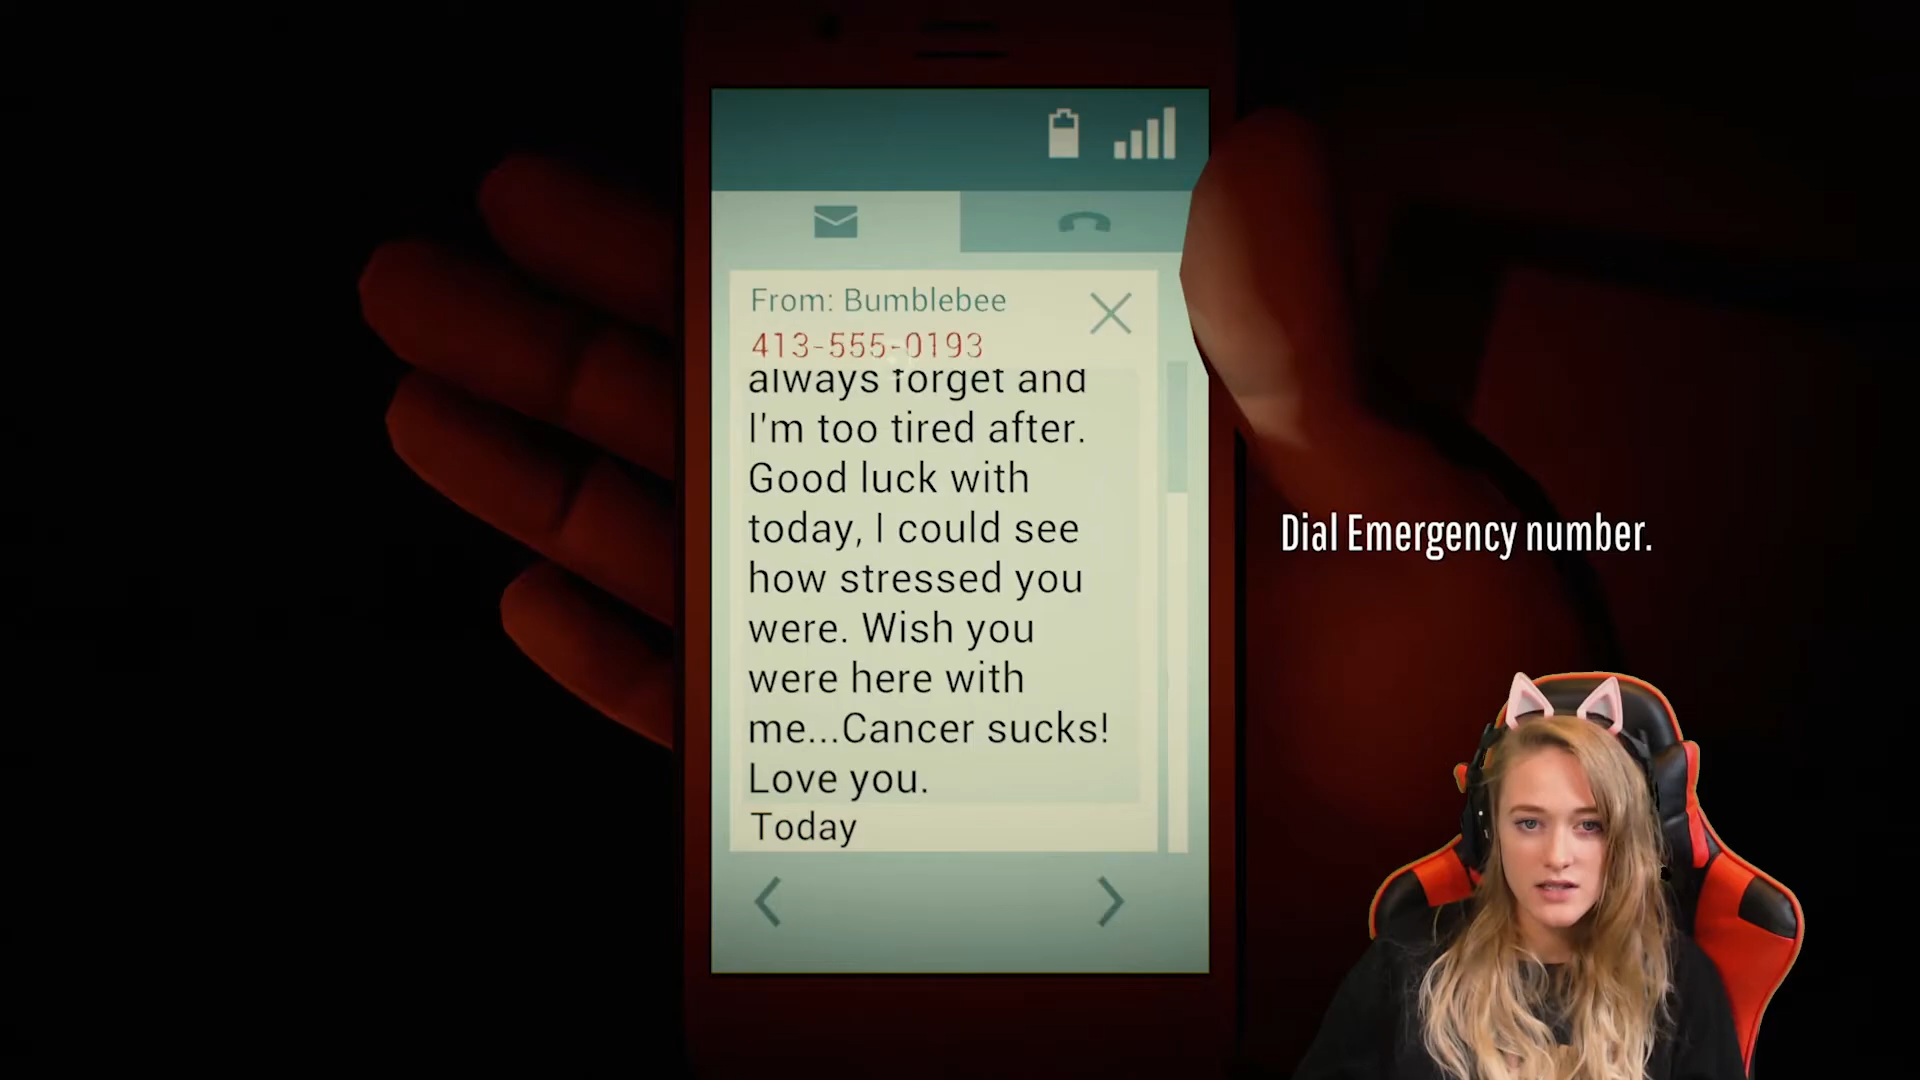 From: Bumblebee
413-555-0193
always forget and
I'm too tired after.
Good luck with
today, I could see
how stressed you
were. Wish you
were here with
me...Cancer sucks!
Love you.
Today
Dial Emergency number.